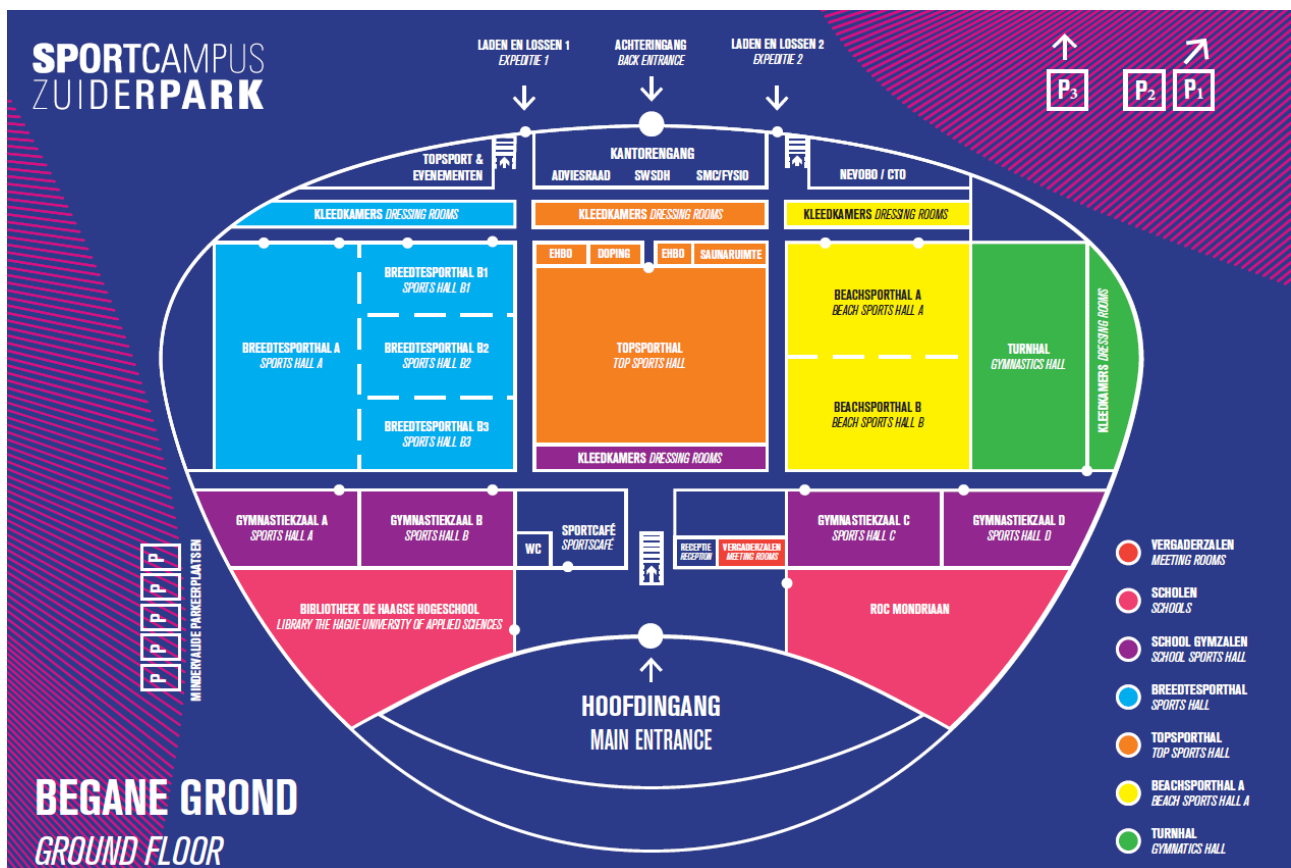 SPORTCAMPUS
ZUIDERPARK
LADEN EN LOSSEN 1
EXPEDITIE 1
ACHTERINGANG
BACK ENTRANCE
LADEN EN LOSSEN 2
EXPEDITIE 2
P3
P2
P1
TOPSPORT &
EVENEMENTEN
KANTORENGANG
ADVIESRAAD
SWSDH
SMC/FYSIO
NEVOBO / CTO
KLEEDKAMERS DRESSING ROOMS
KLEEDKAMERS DRESSING ROOMS
KLEEDKAMERS DRESSING ROOMS
EHBO
DOPING
EHBO
SAUNARUIMTE
BREEDTESPORTHAL A
SPORTS HALL A
BREEDTESPORTHAL B1
SPORTS HALL B1
BREEDTESPORTHAL B2
SPORTS HALL B2
BREEDTESPORTHAL B3
SPORTS HALL B3
TOPSPORTHAL
TOP SPORTS HALL
KLEEDKAMERS DRESSING ROOMS
BEACHSPORTHAL A
BEACH SPORTS HALL A
BEACHSPORTHAL B
BEACH SPORTS HALL B
TURNHAL
GYMNASTICS HALL
KLEEDKAMERS DRESSING ROOMS
GYMNASTIEKZAAL A
SPORTS HALL A
GYMNASTIEKZAAL B
SPORTS HALL B
WC
SPORTCAFÉ
SPORTSCAFÉ
RECEPTIE
RECEPTION
VERGADERZALEN
MEETING ROOMS
GYMNASTIEKZAAL C
SPORTS HALL C
GYMNASTIEKZAAL D
SPORTS HALL D
BIBLIOTHEEK DE HAAGSE HOGESCHOOL
LIBRARY THE HAGUE UNIVERSITY OF APPLIED SCIENCES
ROC MONDRIAAN
P
P
P
P
P
MINDERVALIDE PARKEERPLAATSEN
HOOFDINGANG
MAIN ENTRANCE
VERGADERZALEN
MEETING ROOMS
SCHOLEN
SCHOOLS
SCHOOL GYMZALEN
SCHOOL SPORTS HALL
BREEDTESPORTHAL
SPORTS HALL
TOPSPORTHAL
TOP SPORTS HALL
BEACHSPORTHAL A
BEACH SPORTS HALL A
TURNHAL
GYMNATICS HALL
BEGANE GROND
GROUND FLOOR